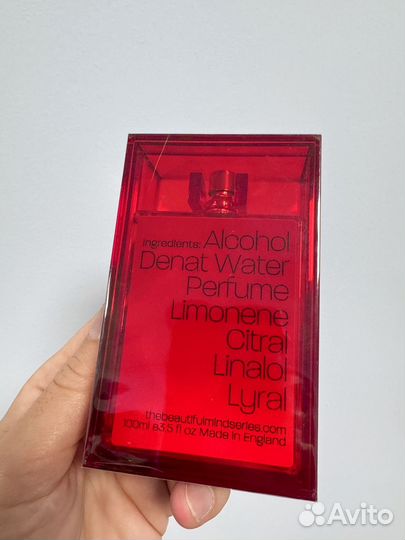 Ingredients: Alcohol
Denat Water
Perfume
Limonene
Citral
Linalol
Lyral
thebeautifulmindseries.com
100ml e3.5 fl oz Made in England
Avito